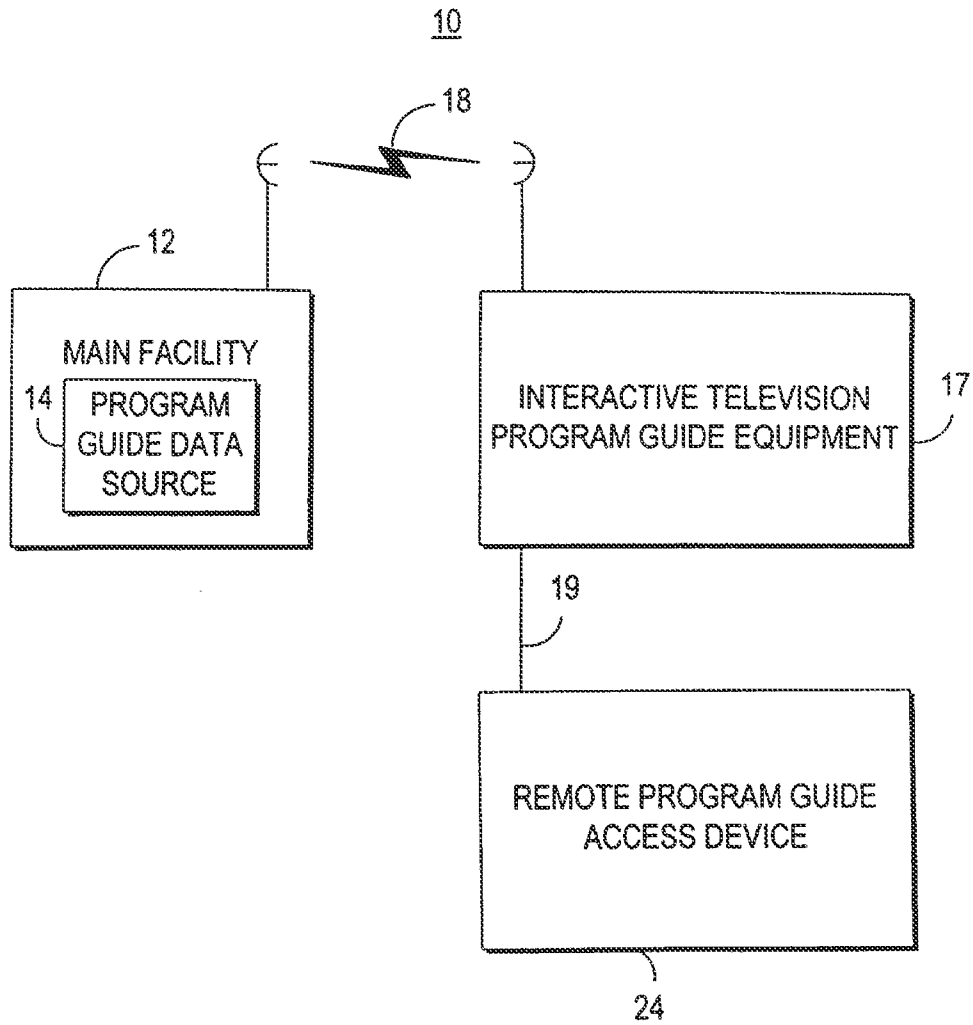 10
18
12
MAIN FACILITY
14
PROGRAM
GUIDE DATA
SOURCE
INTERACTIVE TELEVISION
PROGRAM GUIDE EQUIPMENT
17
19
REMOTE PROGRAM GUIDE
ACCESS DEVICE
24